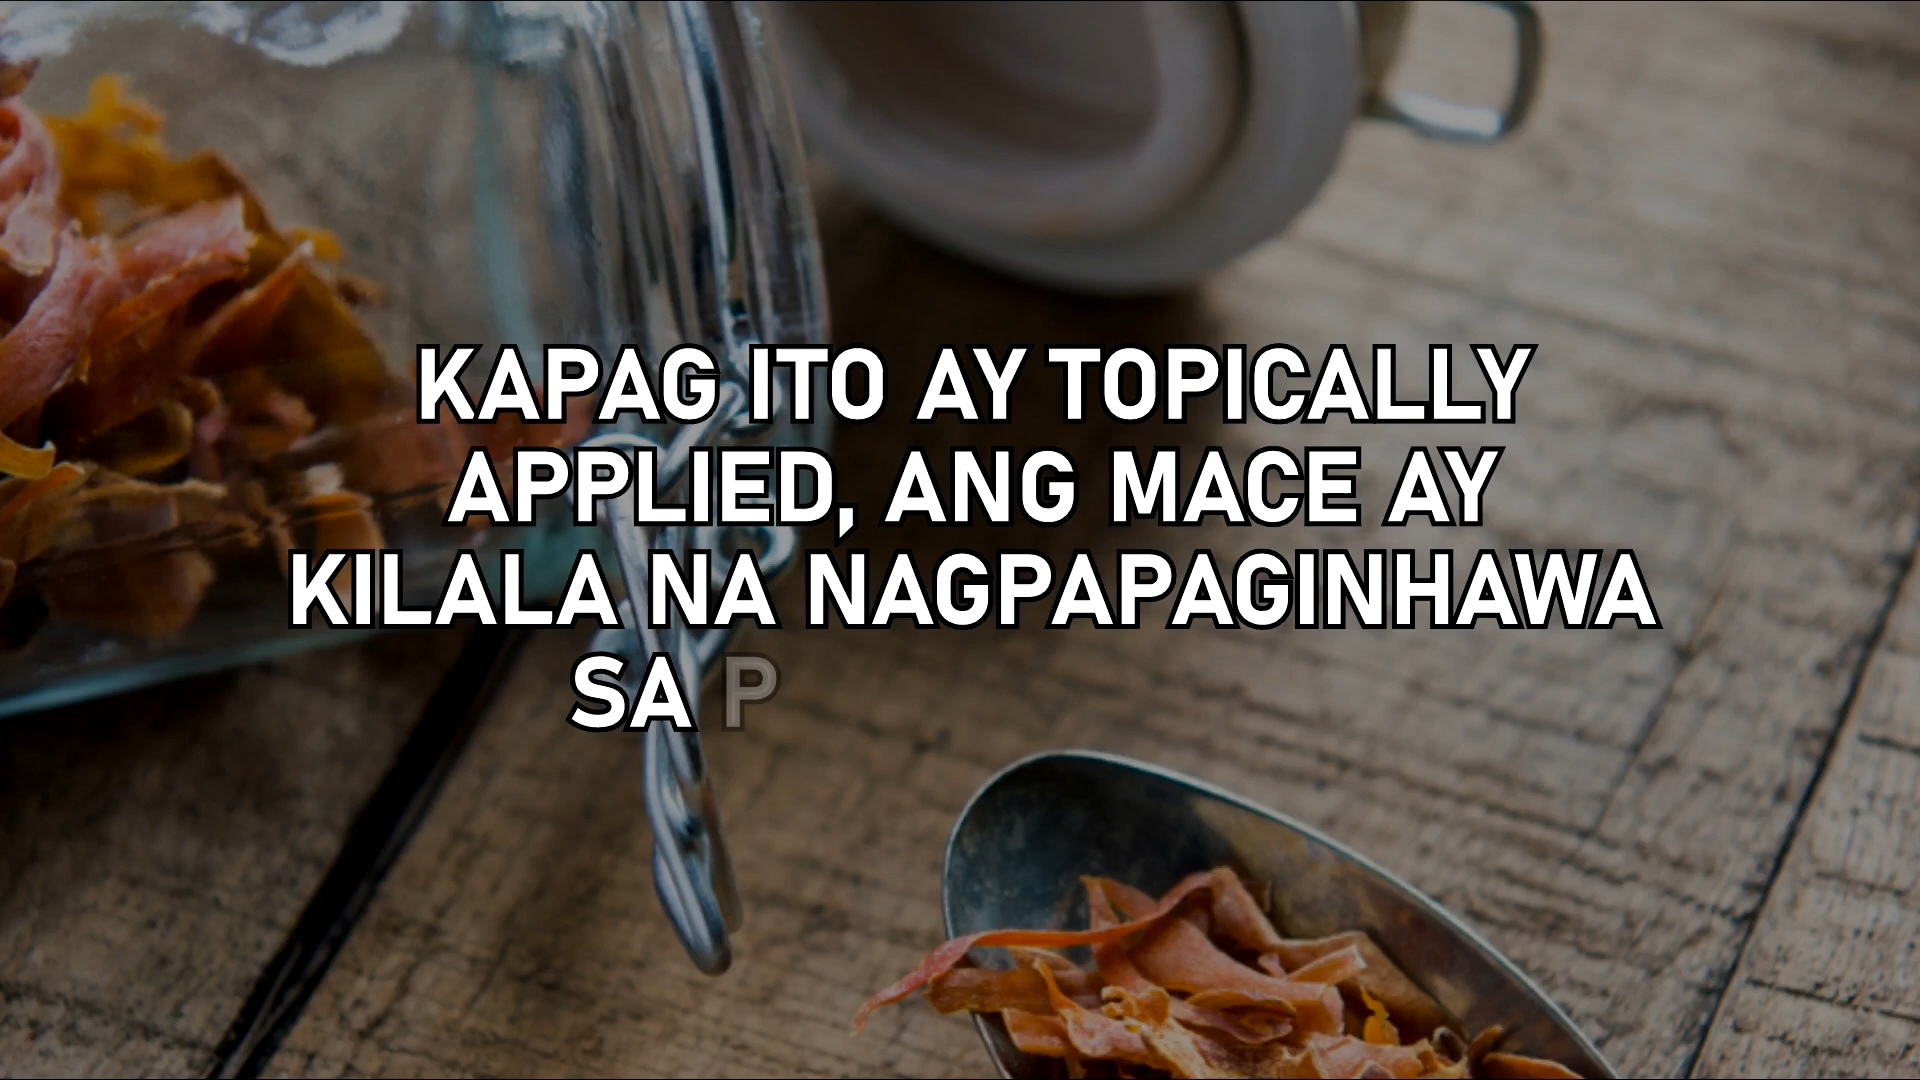 KAPAG ITO AY TOPICALLY
APPLIED, ANG MACE AY
KILALA NA NAGPAPAGINHAWA
SA P